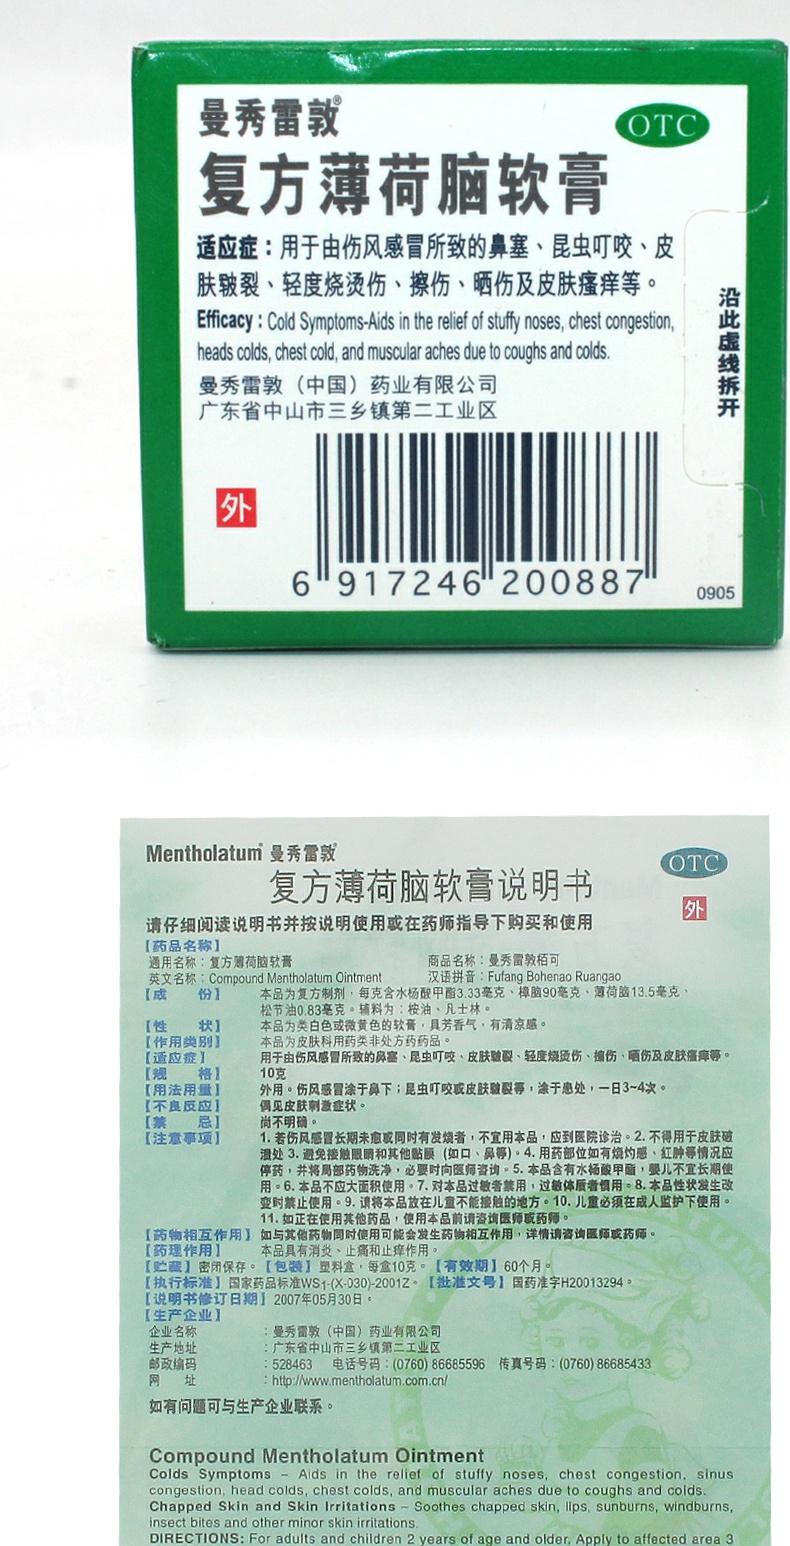 曼秀雷敦®
OTC
复方薄荷脑软膏
适应症：用于由伤风感冒所致的鼻塞、昆虫叮咬、皮
肤皲裂、轻度烧烫伤、擦伤、晒伤及皮肤瘙痒等。
Efficacy : Cold Symptoms-Aids in the relief of stuffy noses, chest congestion,
heads colds, chest cold, and muscular aches due to coughs and colds.
曼秀雷敦（中国）药业有限公司
广东省中山市三乡镇第二工业区
沿此虚线拆开
外
6 917246 200887
0905
Mentholatum® 曼秀雷敦®
OTC
复方薄荷脑软膏说明书
外
请仔细阅读说明书并按说明使用或在药师指导下购买和使用
【药品名称】
通用名称：复方薄荷脑软膏 商品名称：曼秀雷敦栢可
英文名称：Compound Mentholatum Ointment 汉语拼音：Fufang Bohenao Ruangao
【成 份】 本品为复方制剂，每克含水杨酸甲酯3.33毫克、樟脑90毫克、薄荷脑13.5毫克、
松节油0.83毫克。辅料为：桉油、凡士林。
【性 状】 本品为类白色或微黄色的软膏，具芳香气，有清凉感。
【作用类别】 本品为皮肤科用药类非处方药药品。
【适应症】 用于由伤风感冒所致的鼻塞、昆虫叮咬、皮肤皲裂、轻度烧烫伤、擦伤、晒伤及皮肤瘙痒等。
【规 格】 10克
【用法用量】 外用。伤风感冒涂于鼻下；昆虫叮咬或皮肤皲裂等，涂于患处，一日3~4次。
【不良反应】 偶见皮肤刺激症状。
【禁 忌】 尚不明确。
【注意事项】 1. 若伤风感冒长期未愈或同时有发烧者，不宜用本品，应到医院诊治。2. 不得用于皮肤破
溃处 3. 避免接触眼睛和其他黏膜（如口、鼻等）。4. 用药部位如有烧灼感、红肿等情况应
停药，并将局部药物洗净，必要时向医师咨询。5. 本品含有水杨酸甲酯，婴儿不宜长期使
用。6. 本品不应大面积使用。7. 对本品过敏者禁用，过敏体质者慎用。8. 本品性状发生改
变时禁止使用。9. 请将本品放在儿童不能接触的地方。10. 儿童必须在成人监护下使用。
11. 如正在使用其他药品，使用本品前请咨询医师或药师。
【药物相互作用】 如与其他药物同时使用可能会发生药物相互作用，详情请咨询医师或药师。
【药理作用】 本品具有消炎、止痛和止痒作用。
【贮藏】 密闭保存。【包装】 塑料盒，每盒10克。【有效期】 60个月。
【执行标准】 国家药品标准WS1-(X-030)-2001Z。【批准文号】 国药准字H20013294。
【说明书修订日期】 2007年05月30日。
【生产企业】
企业名称 ：曼秀雷敦（中国）药业有限公司
生产地址 ：广东省中山市三乡镇第二工业区
邮政编码 ：528463 电话号码：(0760) 86685596 传真号码：(0760) 86685433
网 址 ：http://www.mentholatum.com.cn/
如有问题可与生产企业联系。
Compound Mentholatum Ointment
Colds Symptoms – Aids in the relief of stuffy noses, chest congestion, sinus
congestion, head colds, chest colds, and muscular aches due to coughs and colds.
Chapped Skin and Skin Irritations – Soothes chapped skin, lips, sunburns, windburns,
insect bites and other minor skin irritations.
DIRECTIONS: For adults and children 2 years of age and older. Apply to affected area 3